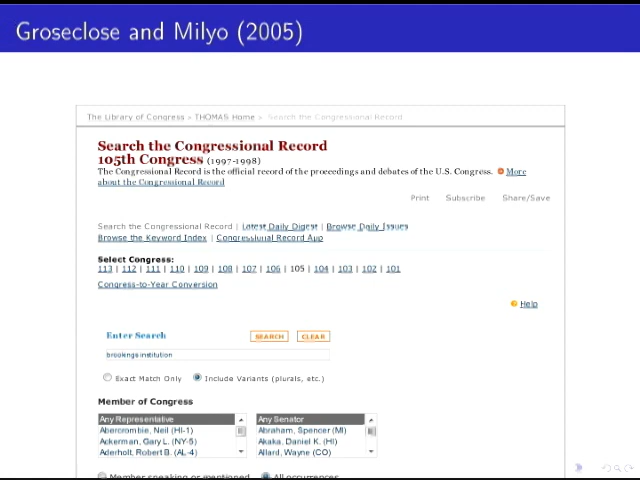 Groseclose and Milyo (2005)
The Library of Congress > THOMAS Home > Search the Congressional Record
Search the Congressional Record
105th Congress (1997-1998)
The Congressional Record is the official record of the proceedings and debates of the U.S. Congress. More
about the Congressional Record
Print Subscribe Share/Save
Search the Congressional Record | Latest Daily Digest | Browse Daily Issues
Browse the Keyword Index | Congressional Record App
Select Congress:
113 | 112 | 111 | 110 | 109 | 108 | 107 | 106 | 105 | 104 | 103 | 102 | 101
Congress-to-Year Conversion
Help
Enter Search SEARCH CLEAR
brookings institution
Exact Match Only Include Variants (plurals, etc.)
Member of Congress
Any Representative Any Senator
Abercrombie, Neil (HI-1) Abraham, Spencer (MI)
Ackerman, Gary L. (NY-5) Akaka, Daniel K. (HI)
Aderholt, Robert B. (AL-4) Allard, Wayne (CO)
Member speaking or mentioned All occurrences